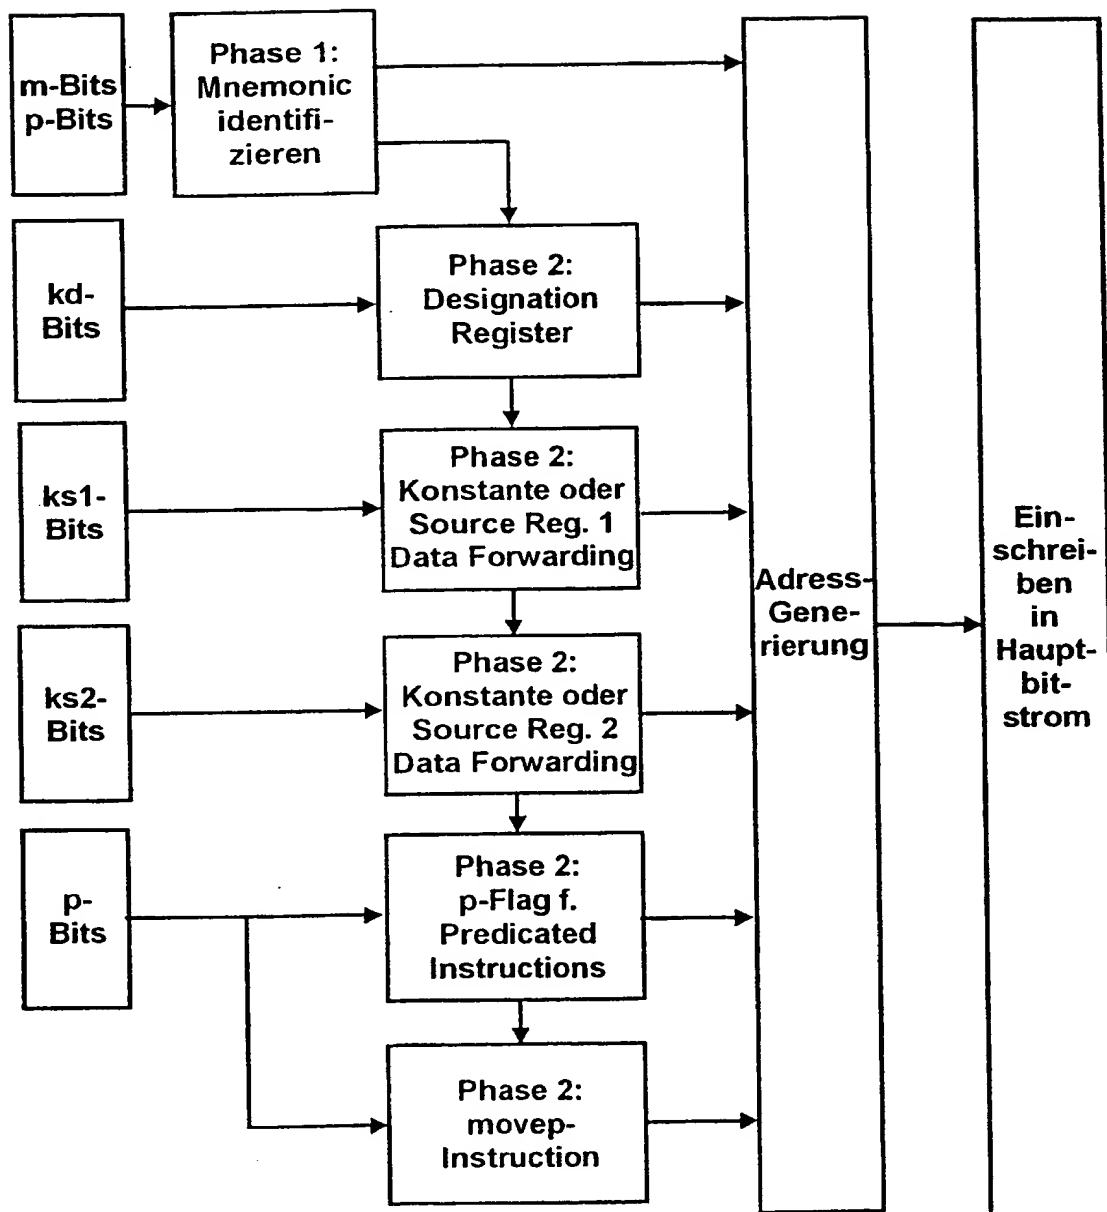 m-Bits
p-Bits
Phase 1:
Mnemonic
identifi-
zieren
kd-
Bits
Phase 2:
Designation
Register
ks1-
Bits
Phase 2:
Konstante oder
Source Reg. 1
Data Forwarding
ks2-
Bits
Phase 2:
Konstante oder
Source Reg. 2
Data Forwarding
p-
Bits
Phase 2:
p-Flag f.
Predicated
Instructions
Phase 2:
movep-
Instruction
Adress-
Gene-
rierung
Ein-
schrei-
ben
in
Haupt-
bit-
strom